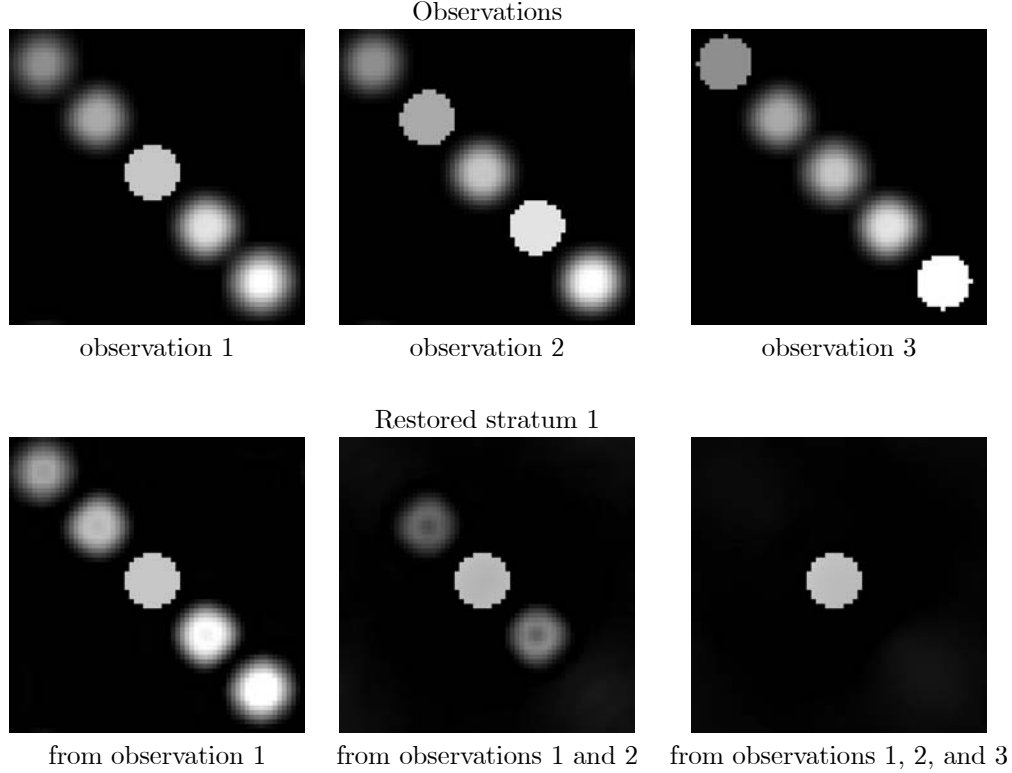 Observations
observation 1
observation 2
observation 3
Restored stratum 1
from observation 1
from observations 1 and 2
from observations 1, 2, and 3